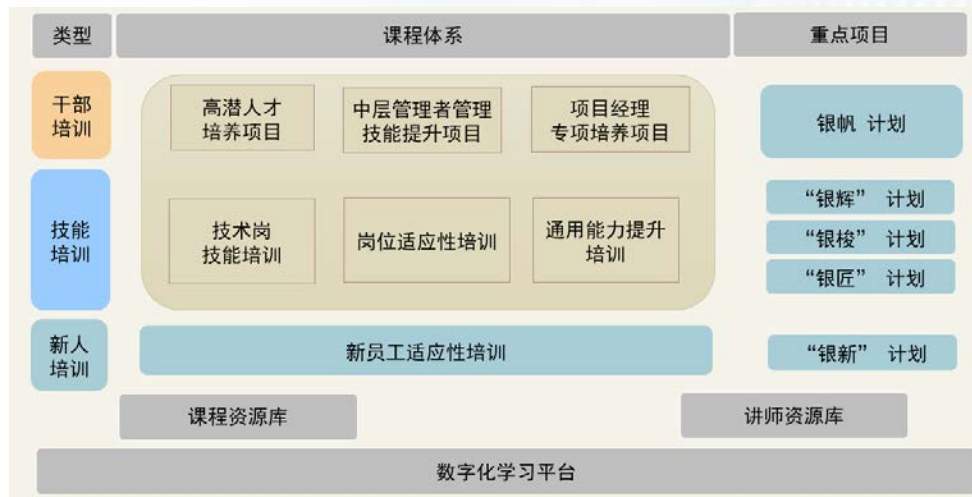 类型
课程体系
重点项目
干部
培训
高潜人才
培养项目
中层管理者管理
技能提升项目
项目经理
专项培养项目
银帆 计划
技能
培训
技术岗
技能培训
岗位适应性培训
通用能力提升
培训
“银辉” 计划
“银梭” 计划
“银匠” 计划
新人
培训
新员工适应性培训
“银新” 计划
课程资源库
讲师资源库
数字化学习平台